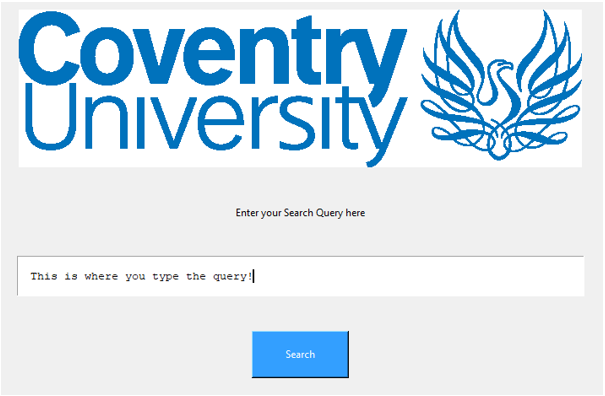 Coventry
University
Enter your Search Query here
This is where you type the query!
Search